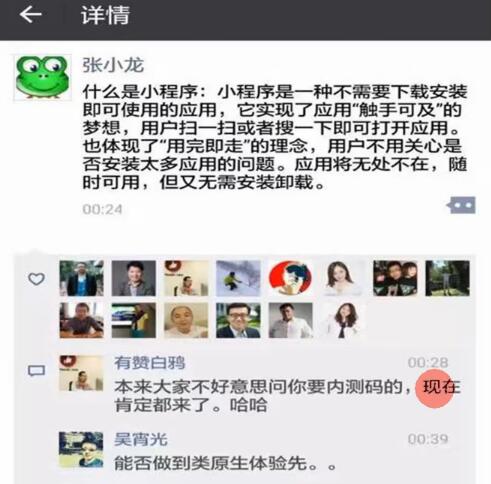 详情
张小龙
什么是小程序：小程序是一种不需要下载安装
即可使用的应用，它实现了应用“触手可及”的
梦想，用户扫一扫或者搜一下即可打开应用。
也体现了“用完即走”的理念，用户不用关心是
否安装太多应用的问题。应用将无处不在，随
时可用，但又无需安装卸载。
00:24
有赞白鸦 00:28
本来大家不好意思问你要内测码的，现在
肯定都来了。哈哈
吴宵光 00:39
能否做到类原生体验先。。